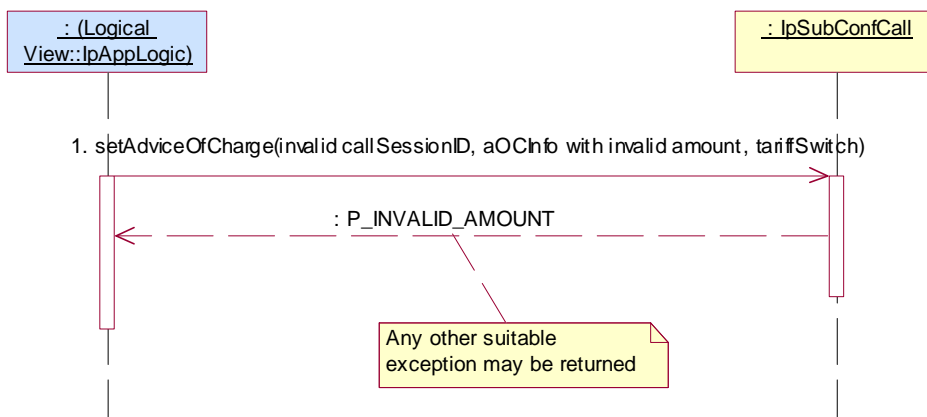 : (Logical
View::IpAppLogic)
: IpSubConfCall
1. setAdviceOfCharge(invalid callSessionID, aOCInfo with invalid amount, tariffSwitch)
: P_INVALID_AMOUNT
Any other suitable
exception may be returned